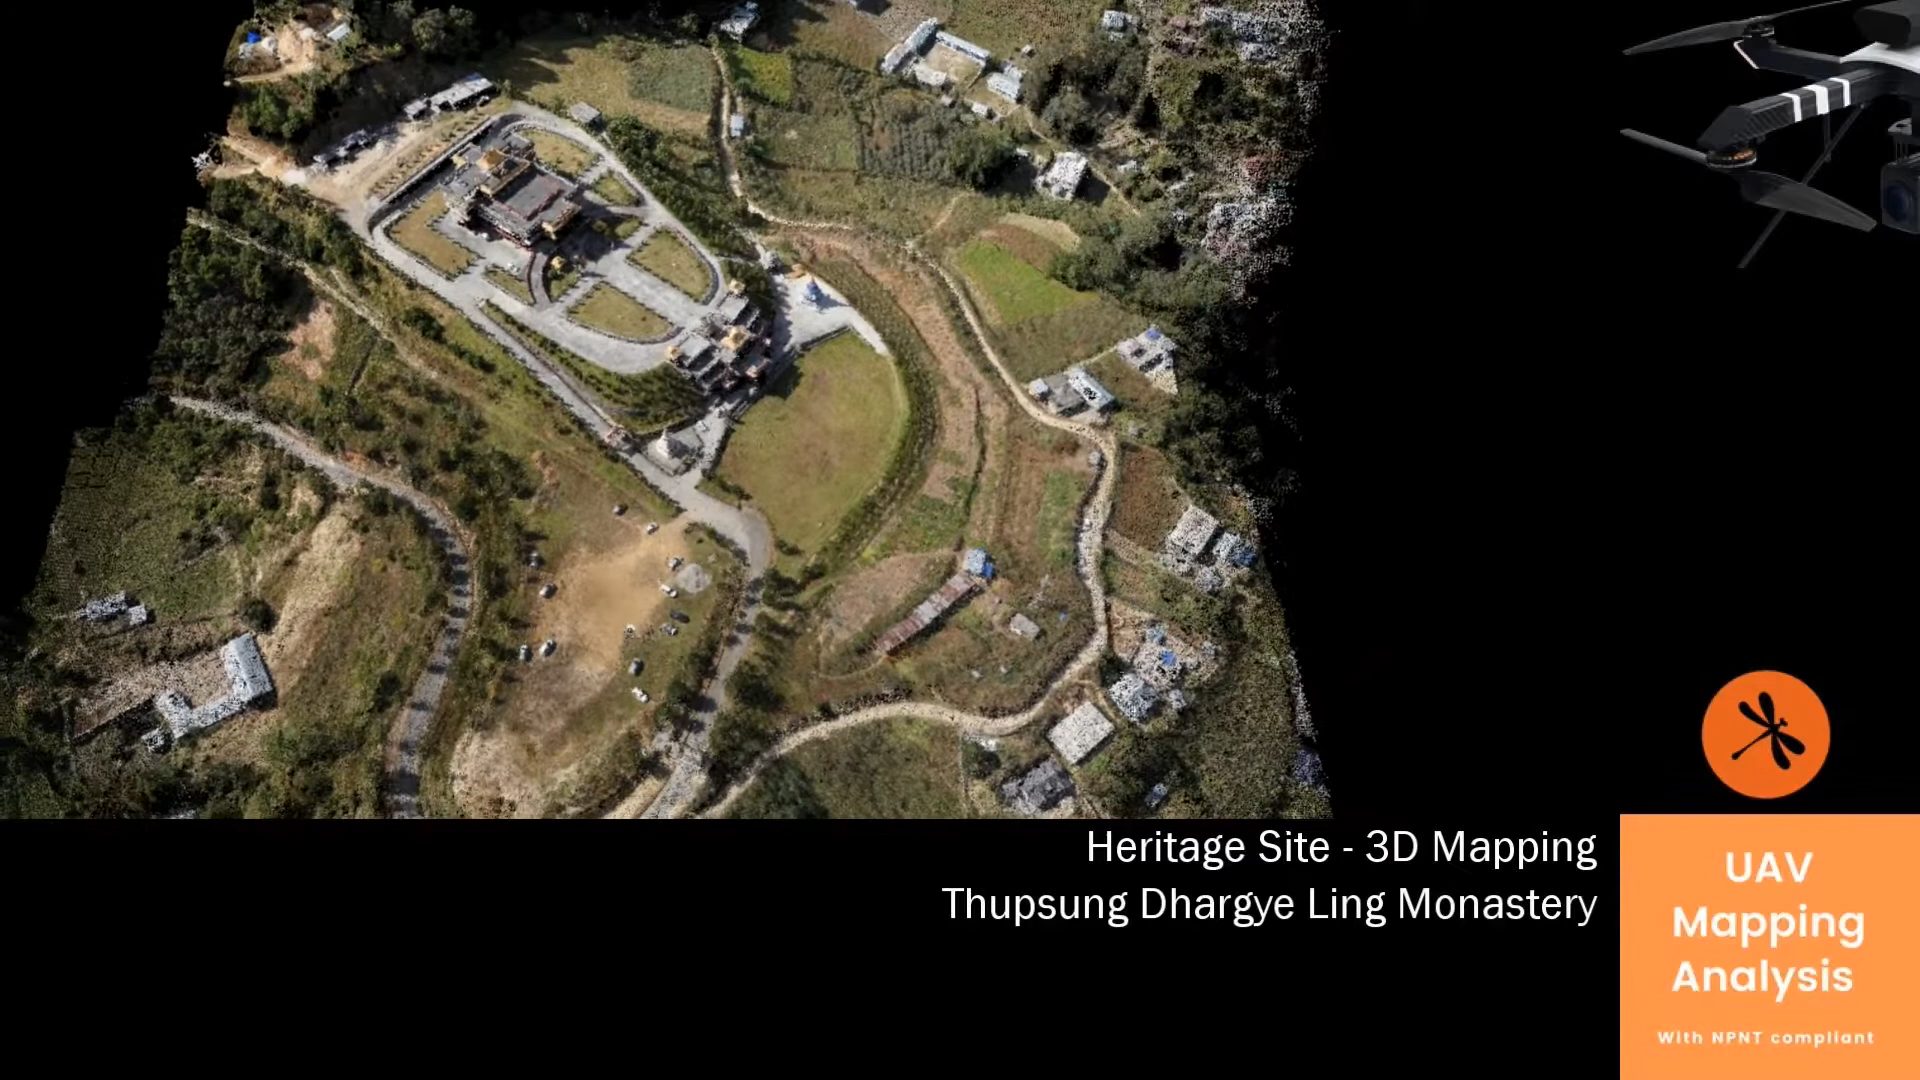 Heritage Site - 3D Mapping
Thupsung Dhargye Ling Monastery
UAV
Mapping
Analysis
With NPNT compliant